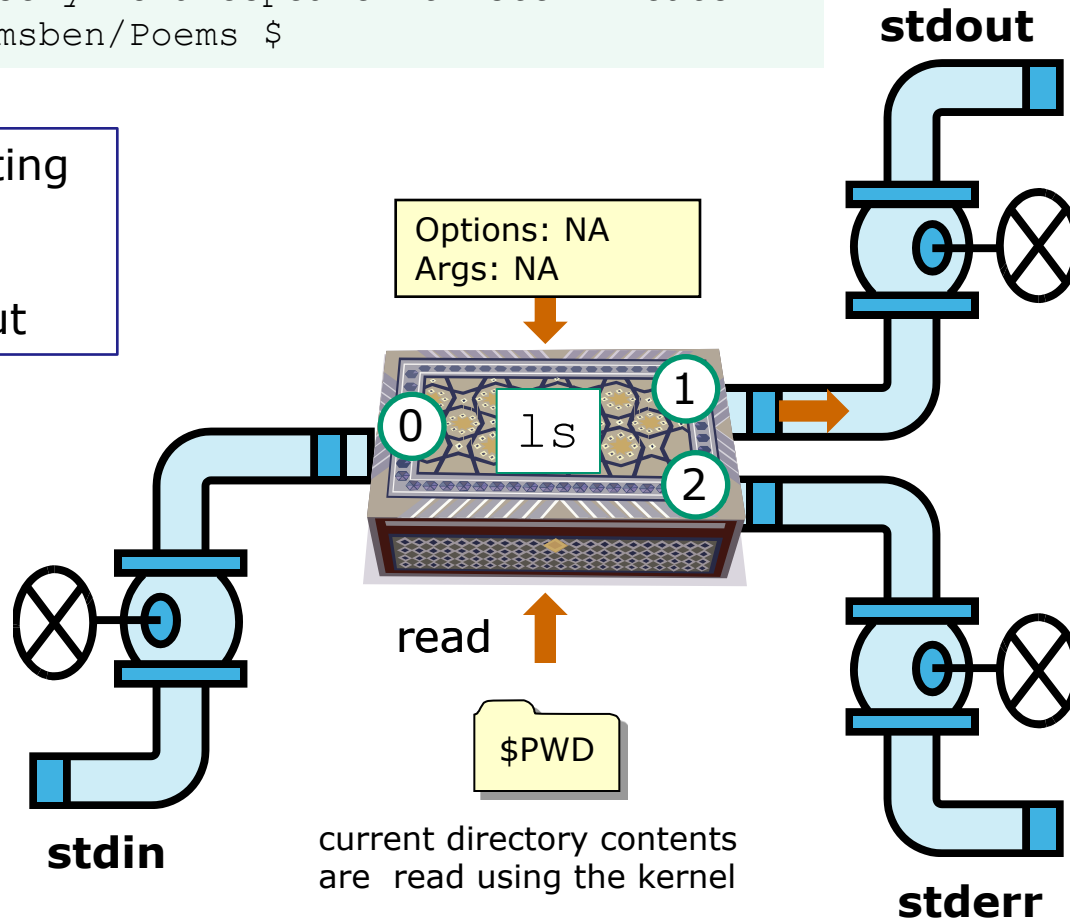 msben/Poems $
stdout
ting
ut
Options: NA
Args: NA
0
ls
1
2
read
$PWD
current directory contents
are read using the kernel
stdin
stderr